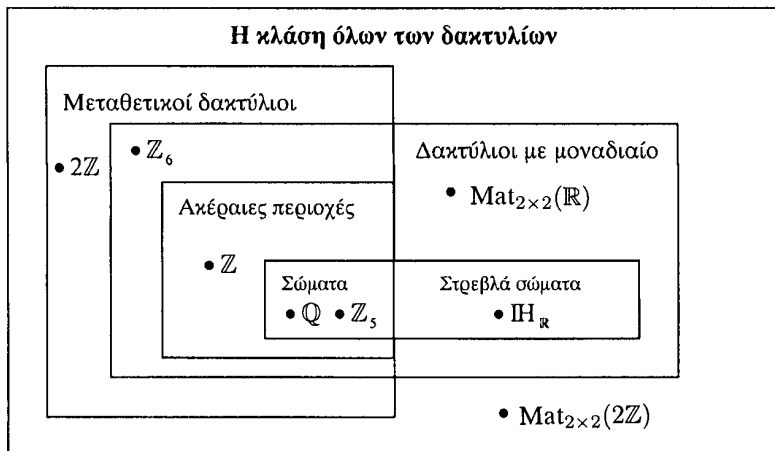 Η κλάση όλων των δακτυλίων
Μεταθετικοί δακτύλιοι
• 2ℤ
• ℤ₆
Δακτύλιοι με μοναδιαίο
• Mat₂ₓ₂(ℝ)
Ακέραιες περιοχές
• ℤ
Σώματα
Στρεβλά σώματα
• ℚ • ℤ₅
• ℍ_ℝ
• Mat₂ₓ₂(2ℤ)